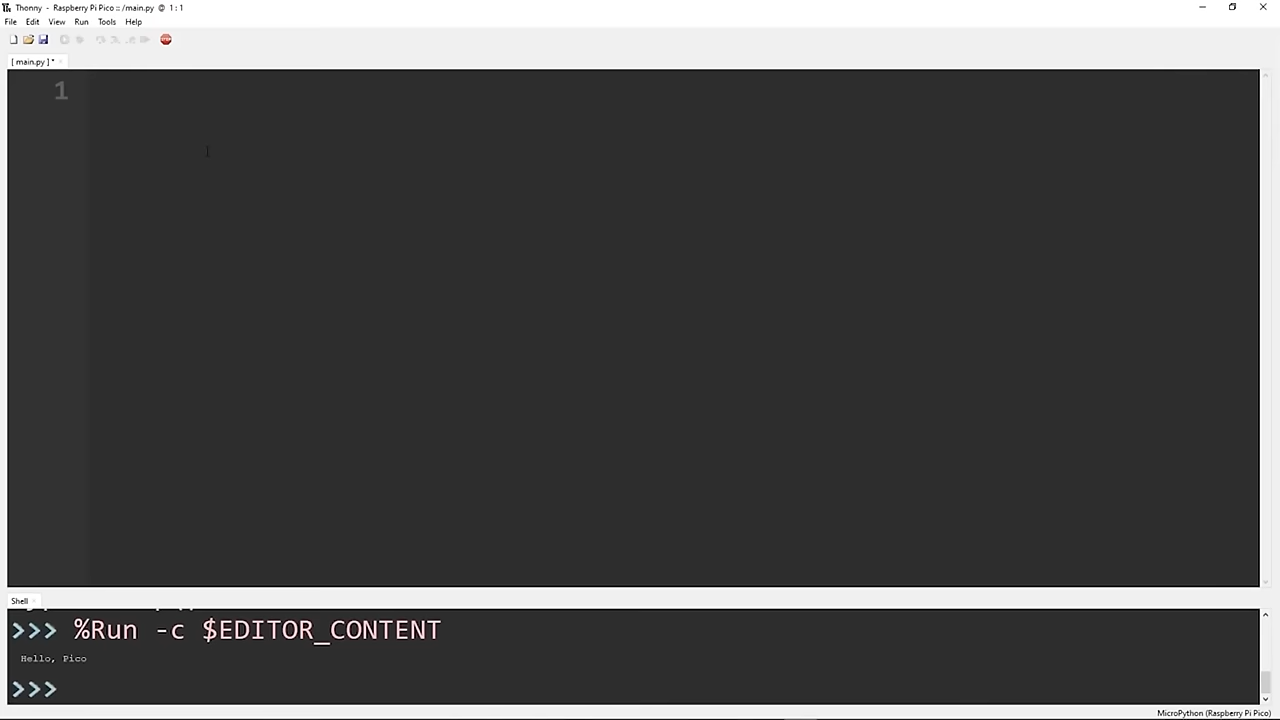 Thonny - Raspberry Pi Pico :: /main.py @ 1 : 1
File Edit View Run Tools Help
[ main.py ] *
1
Shell
>>> %Run -c $EDITOR_CONTENT
Hello, Pico
>>>
MicroPython (Raspberry Pi Pico)